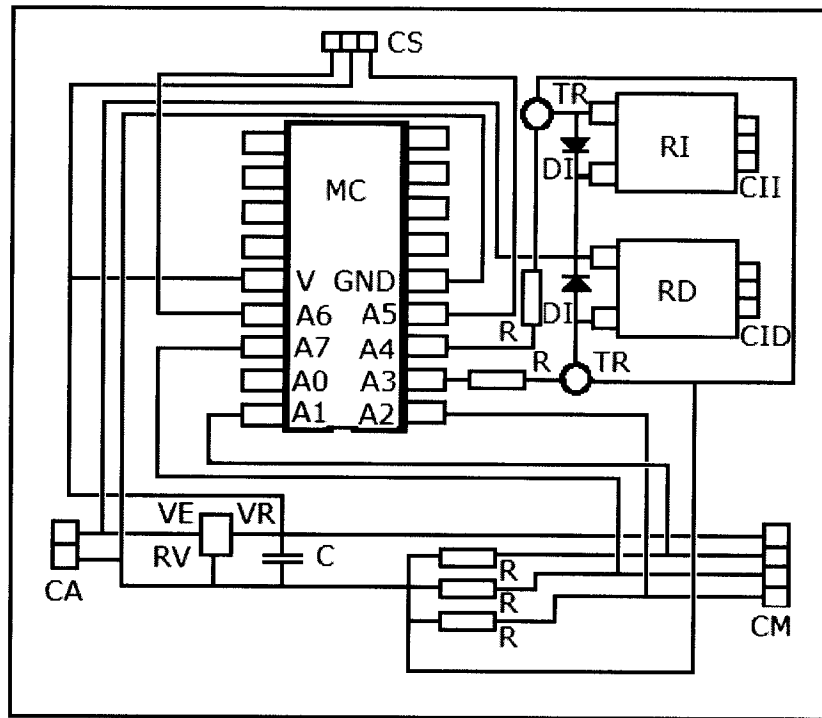 CS
TR
MC
RI
DI
CII
V GND
RD
A6 A5
DI
R
CID
A7 A4
R TR
A0 A3
A1 A2
VE VR
RV
C
R
CA
R
CM
R